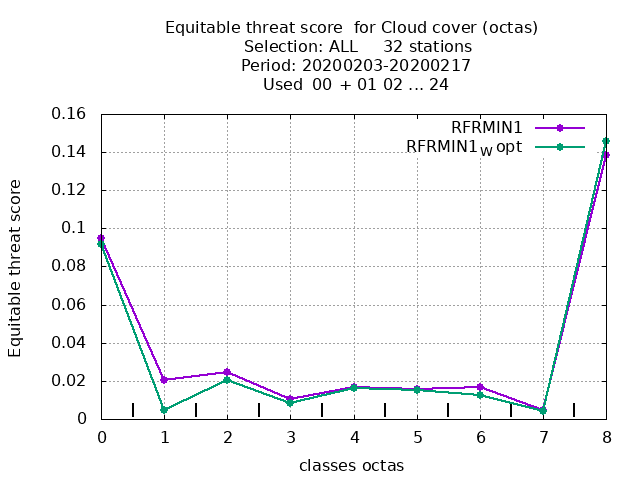 Equitable threat score  for Cloud cover (octas)
Selection: ALL     32 stations
Period: 20200203-20200217
Used  00 + 01 02 ... 24
RFRMIN1
RFRMIN1W opt
Equitable threat score
0.16
0.14
0.12
0.1
0.08
0.06
0.04
0.02
0
0 1 2 3 4 5 6 7 8
classes octas